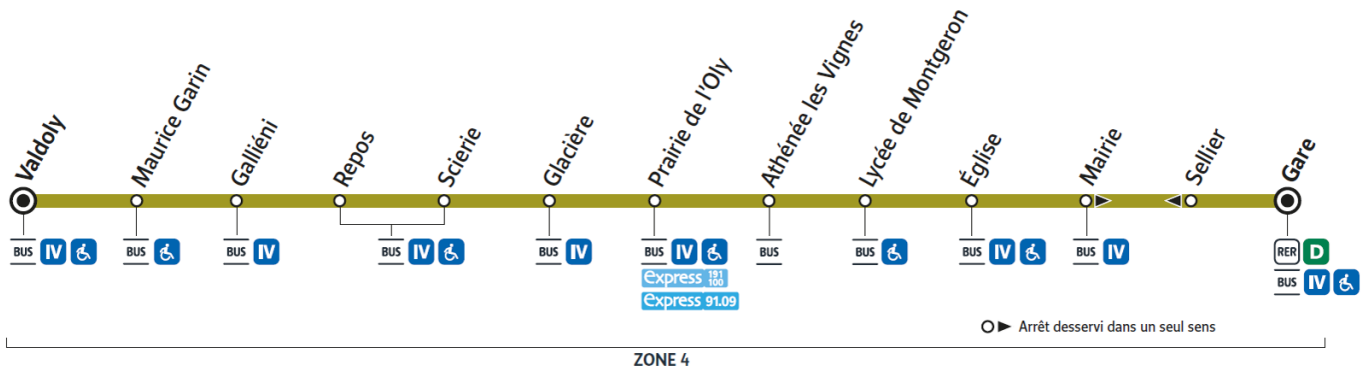 Valdoly
Maurice Garin
Galliéni
Repos
Scierie
Glacière
Prairie de l'Oly
Athénée les Vignes
Lycée de Montgeron
Église
Mairie
Sellier
Gare
BUS IV
BUS
BUS IV
BUS IV
BUS IV
BUS IV
BUS
BUS
BUS IV
BUS IV
RER D
express 191 100
BUS IV
express 91.09
Arrêt desservi dans un seul sens
ZONE 4